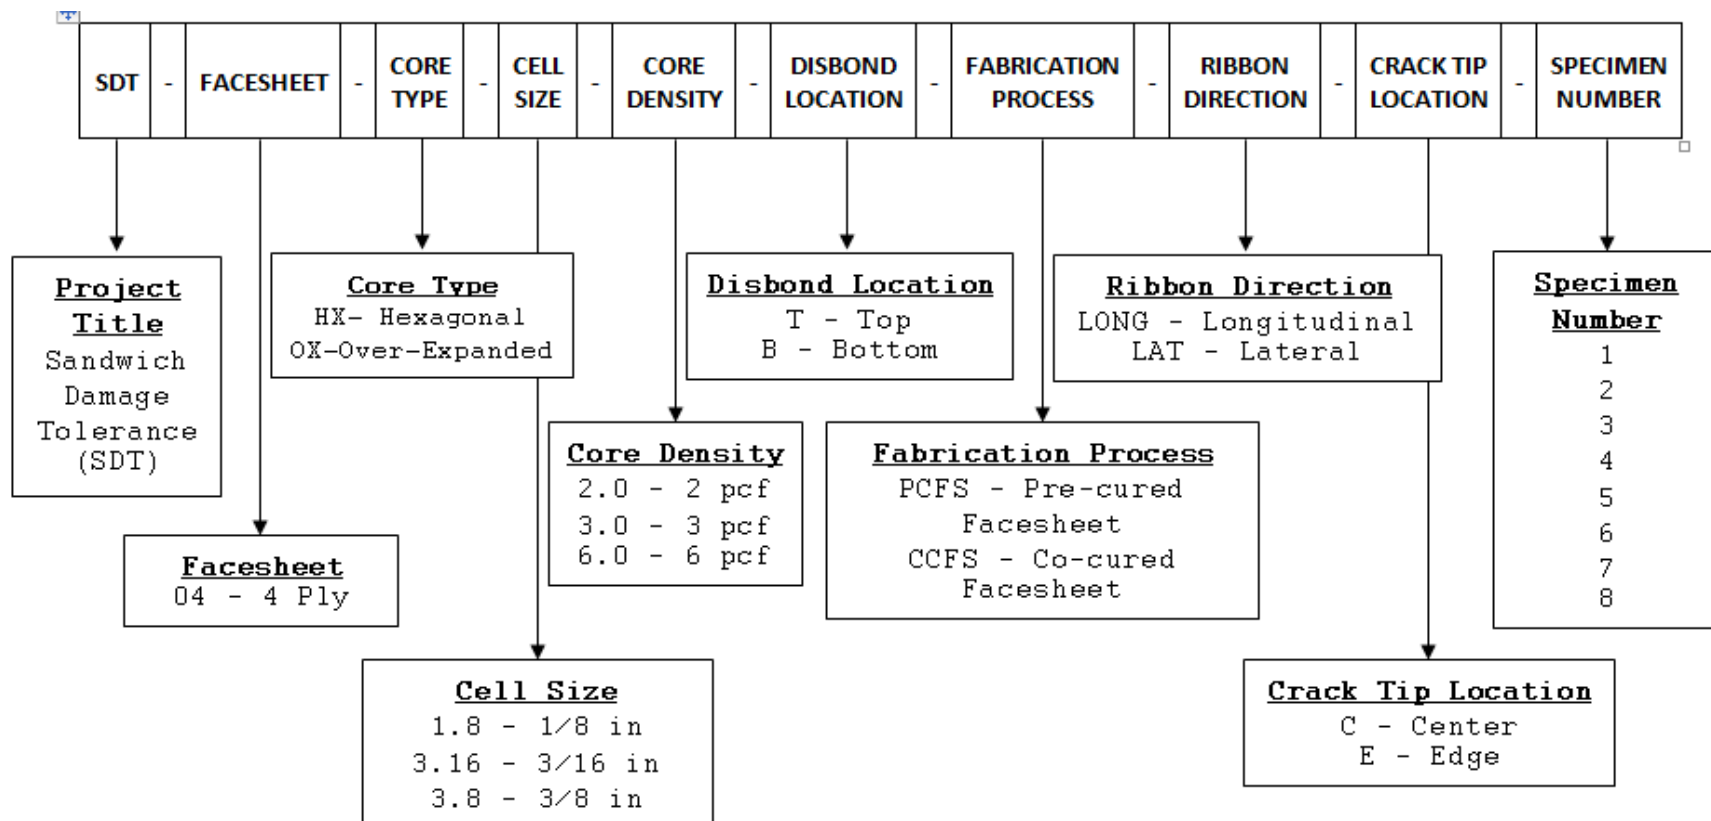 SDT - FACESHEET - CORE TYPE - CELL SIZE - CORE DENSITY - DISBOND LOCATION - FABRICATION PROCESS - RIBBON DIRECTION - CRACK TIP LOCATION - SPECIMEN NUMBER
Project
Title
Sandwich
Damage
Tolerance
(SDT)
Facesheet
04 - 4 Ply
Core Type
HX- Hexagonal
OX-Over-Expanded
Cell Size
1.8 - 1/8 in
3.16 - 3/16 in
3.8 - 3/8 in
Core Density
2.0 - 2 pcf
3.0 - 3 pcf
6.0 - 6 pcf
Disbond Location
T - Top
B - Bottom
Fabrication Process
PCFS - Pre-cured
Facesheet
CCFS - Co-cured
Facesheet
Ribbon Direction
LONG - Longitudinal
LAT - Lateral
Crack Tip Location
C - Center
E - Edge
Specimen
Number
1
2
3
4
5
6
7
8